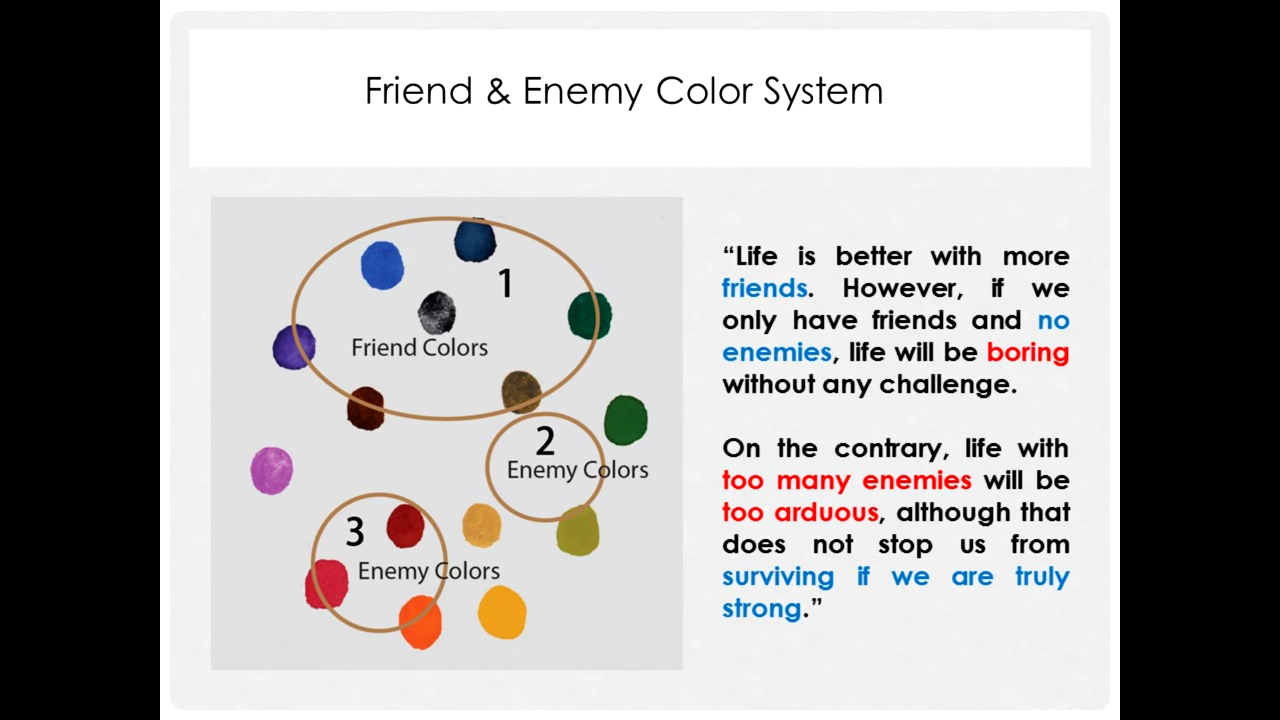 Friend & Enemy Color System
1
Friend Colors
2
Enemy Colors
3
Enemy Colors
“Life is better with more
friends. However, if we
only have friends and no
enemies, life will be boring
without any challenge.
On the contrary, life with
too many enemies will be
too arduous, although that
does not stop us from
surviving if we are truly
strong.”